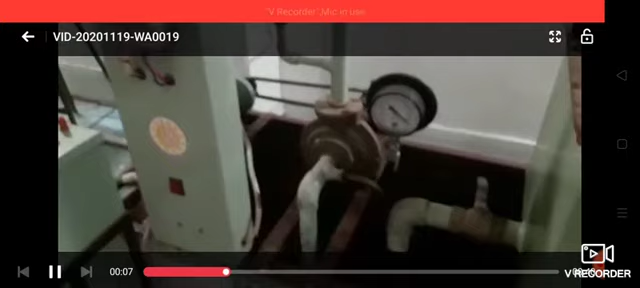 "V Recorder",Mic in use
VID-20201119-WA0019
00:07
V RECORDER